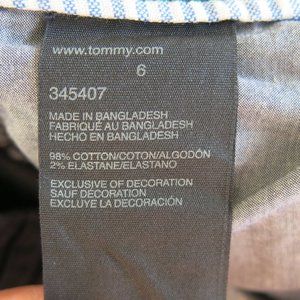 www.tommy.com
6
345407
MADE IN BANGLADESH
FABRIQUÉ AU BANGLADESH
HECHO EN BANGLADESH
98% COTTON/COTON/ALGODÓN
2% ELASTANE/ELASTANO
EXCLUSIVE OF DECORATION
SAUF DECORATION
EXCLUYE LA DECORACIÓN